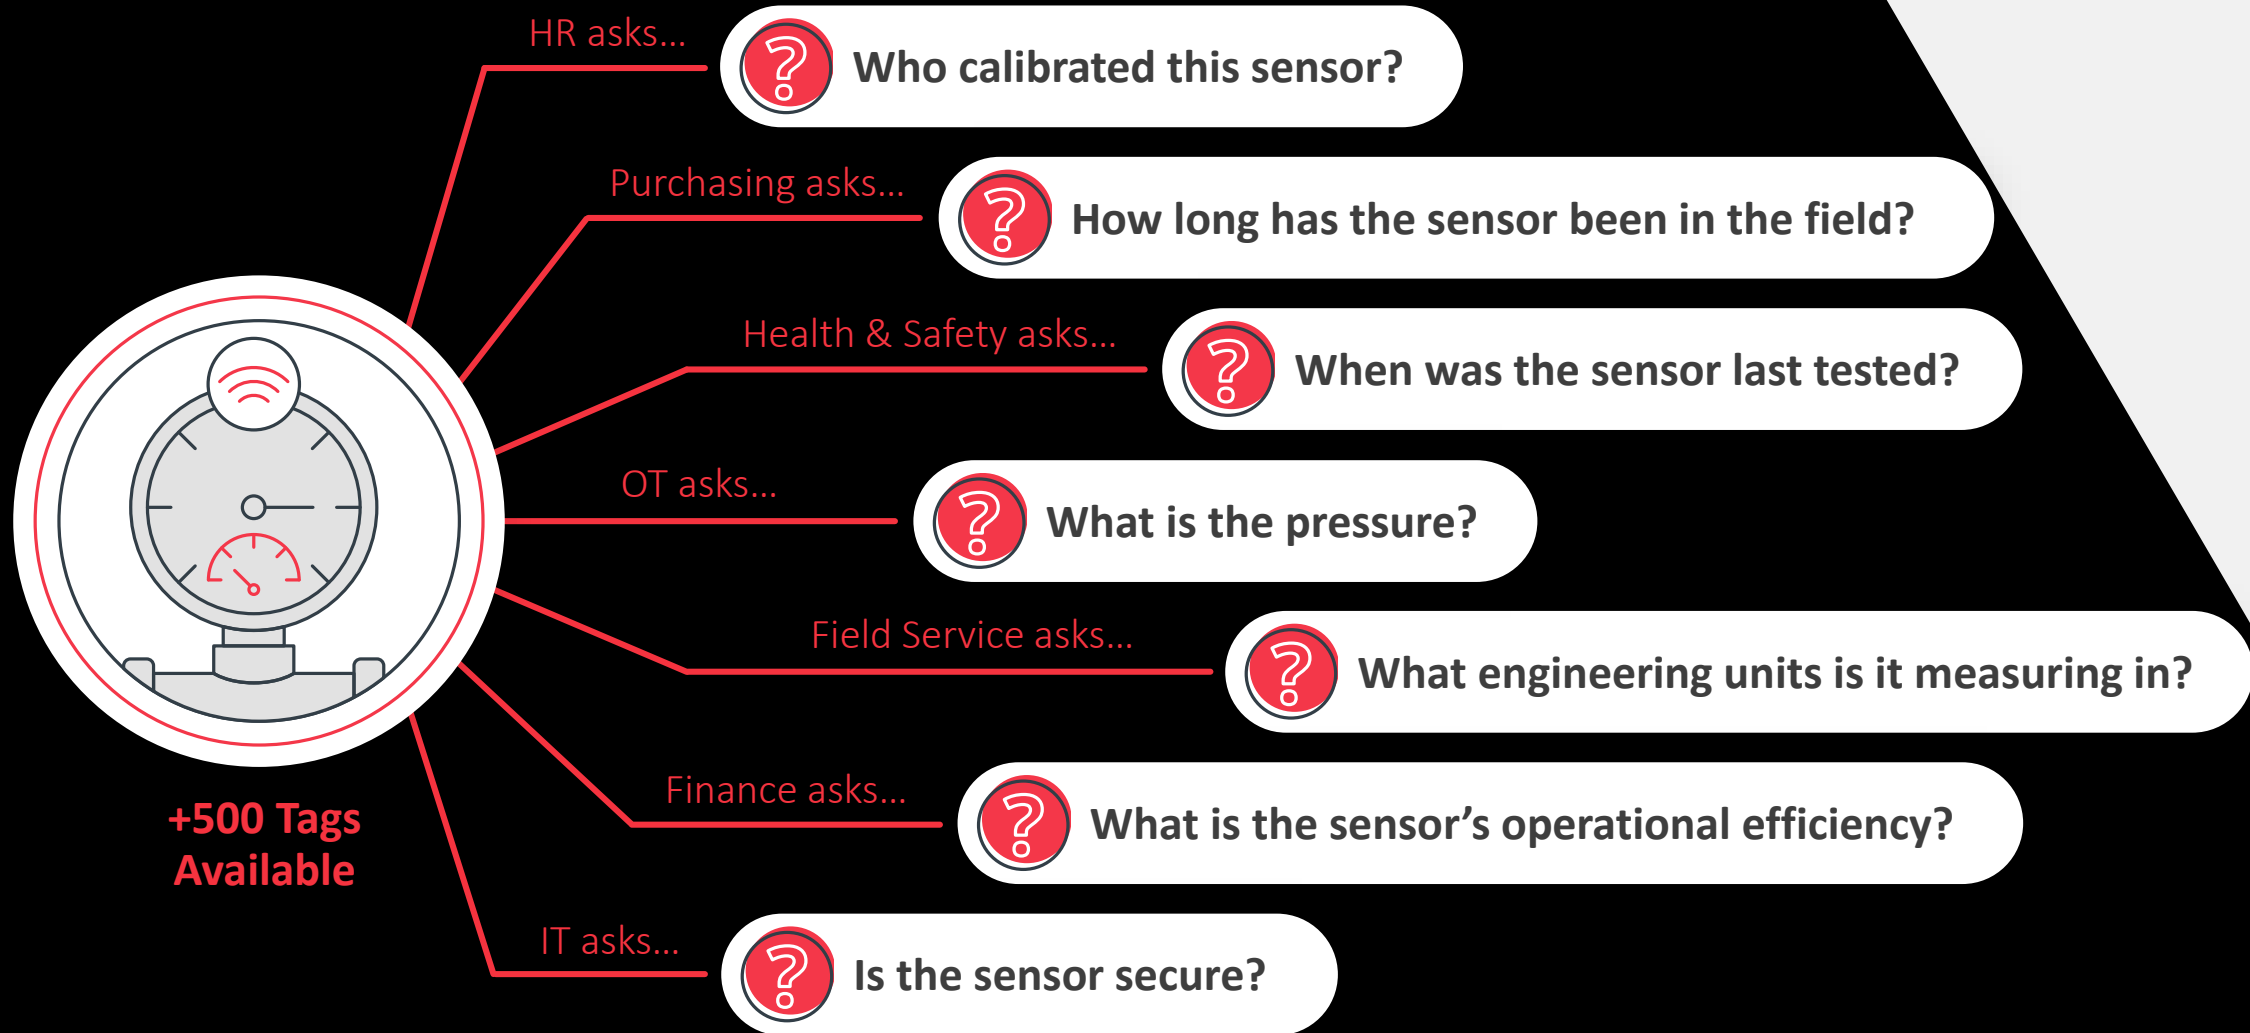 HR asks...
Who calibrated this sensor?
Purchasing asks...
How long has the sensor been in the field?
Health & Safety asks...
When was the sensor last tested?
OT asks...
What is the pressure?
Field Service asks...
What engineering units is it measuring in?
Finance asks...
What is the sensor’s operational efficiency?
IT asks...
Is the sensor secure?
+500 Tags
Available